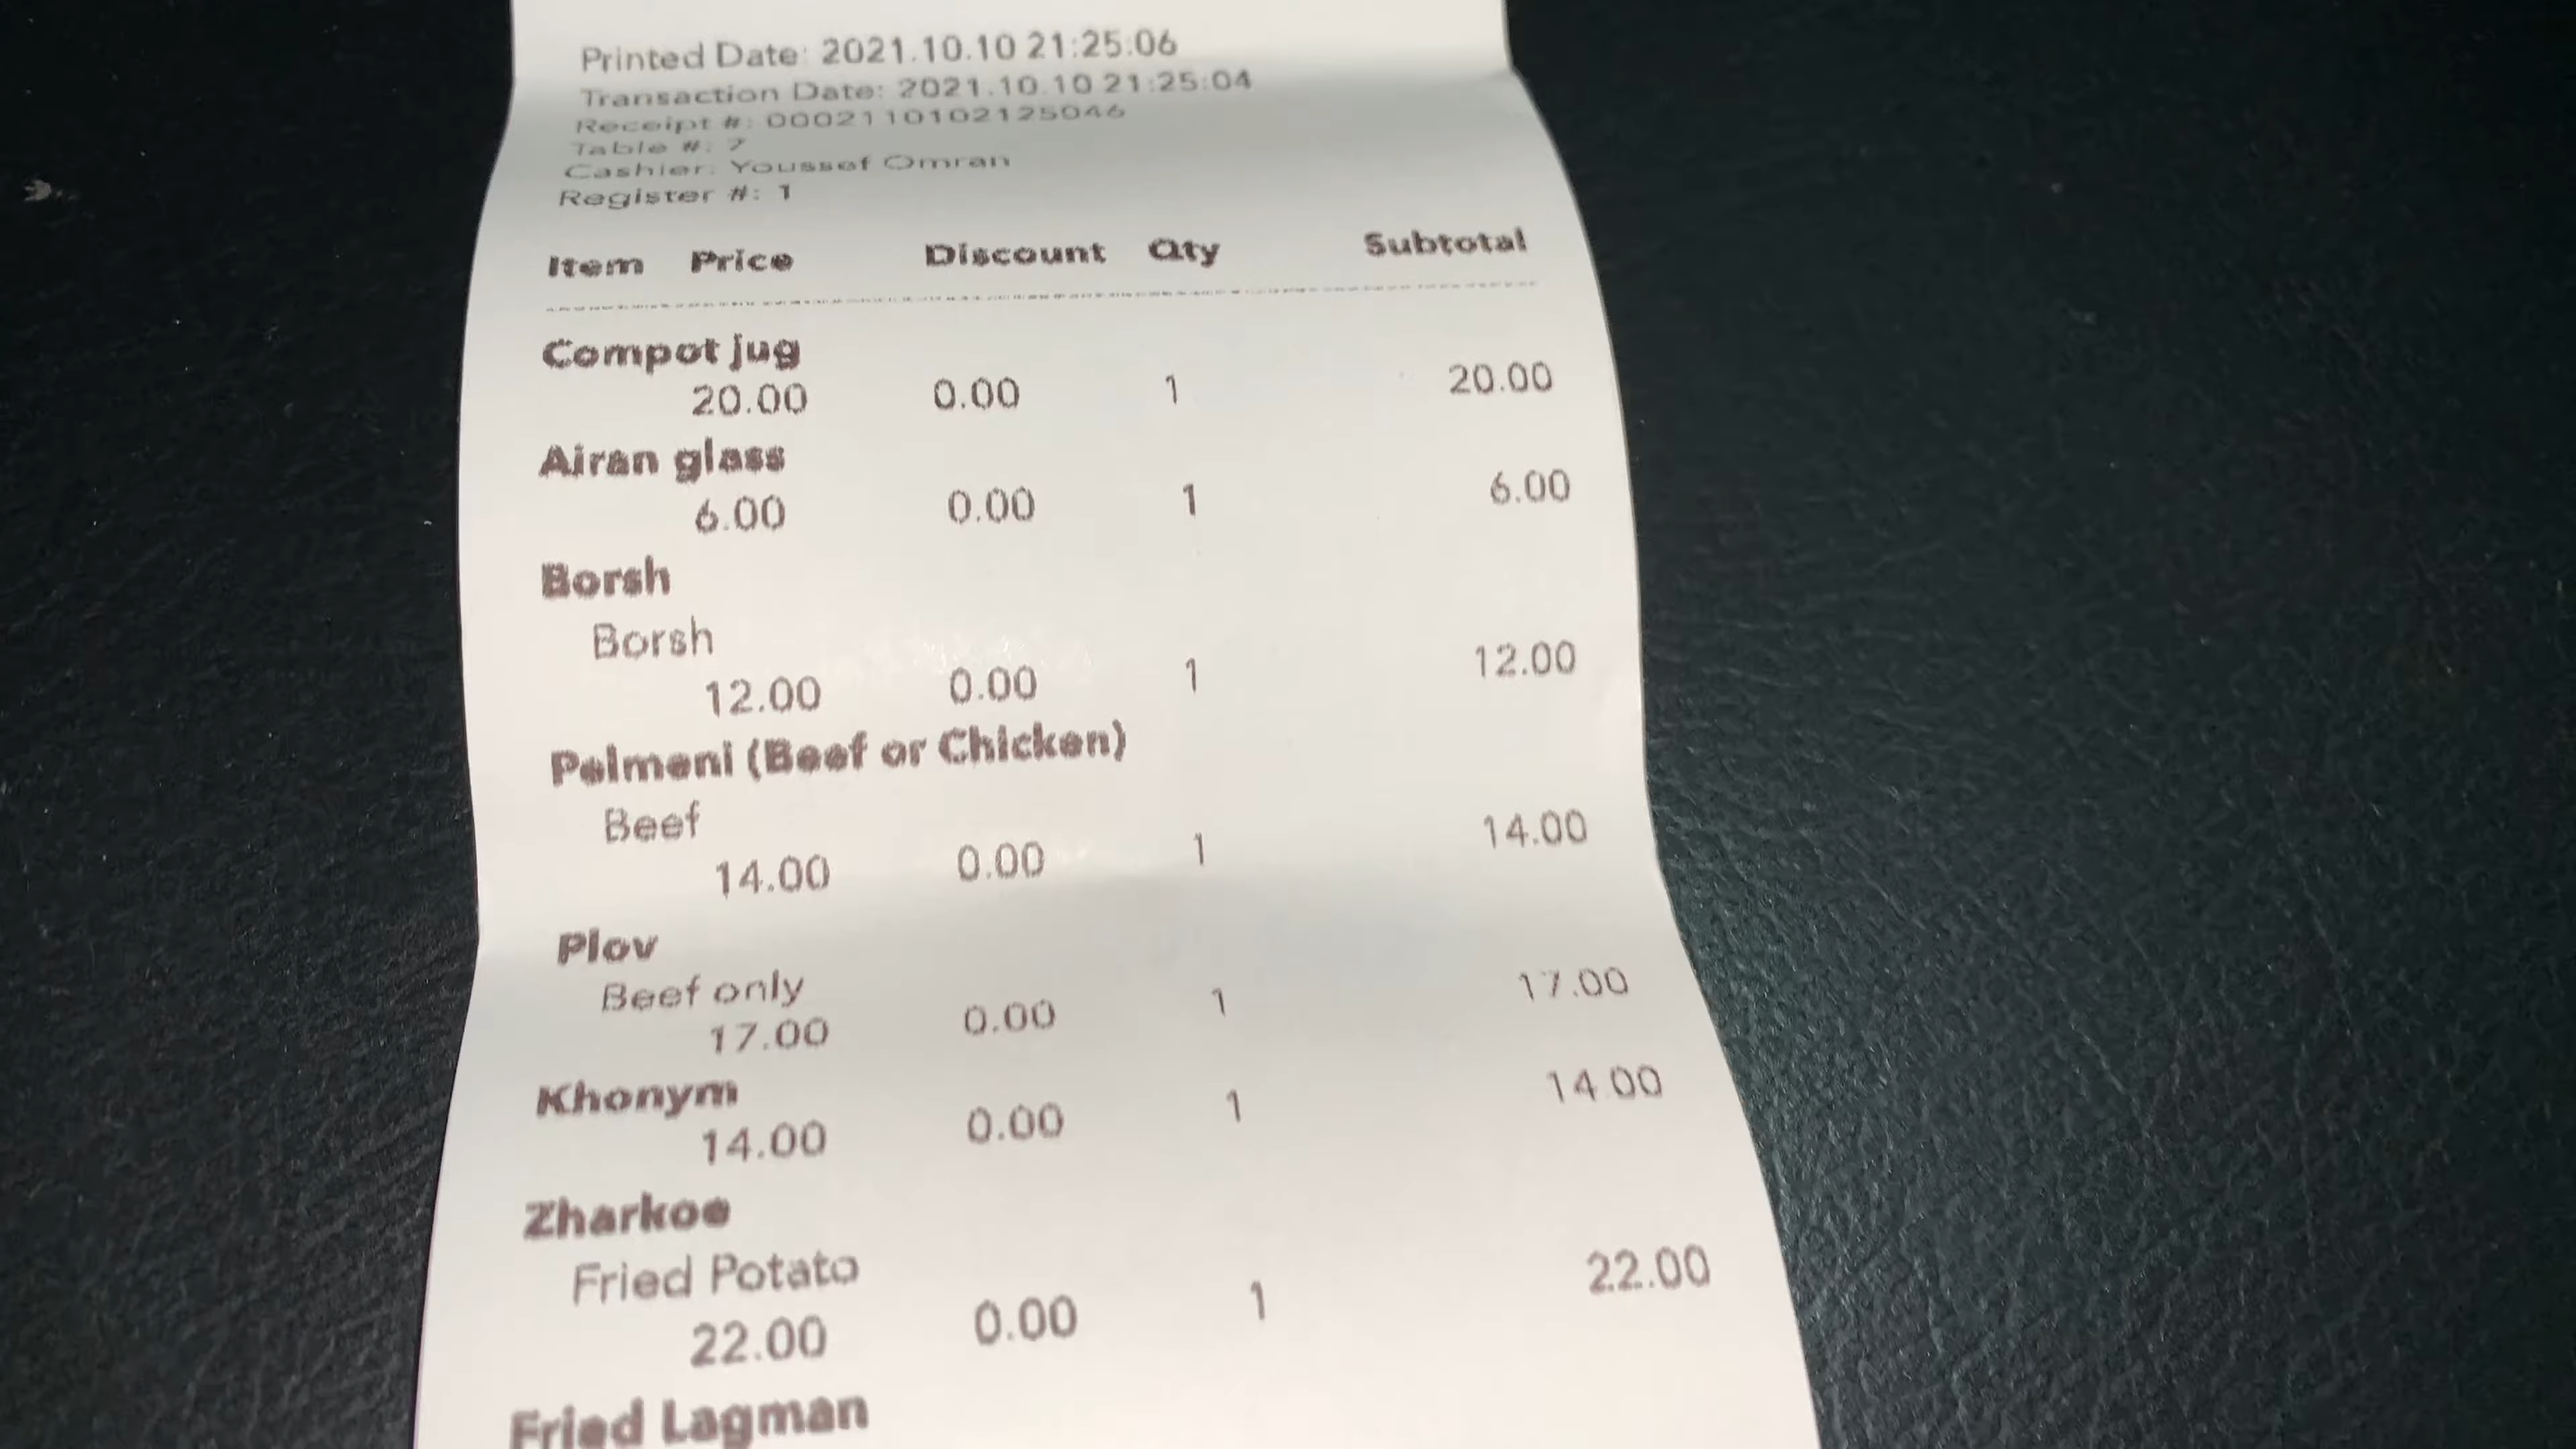 Printed Date: 2021.10.10 21:25:06
Transaction Date: 2021.10.10 21:25:04
Receipt #: 0002110102125046
Table #: 7
Cashier: Youssef Omran
Register #: 1
Item Price Discount Qty Subtotal
Compot jug
20.00 0.00 1 20.00
Airan glass
6.00 0.00 1 6.00
Borsh
Borsh
12.00 0.00 1 12.00
Pelmeni (Beef or Chicken)
Beef
14.00 0.00 1 14.00
Plov
Beef only
17.00 0.00 1 17.00
Khonym
14.00 0.00 1 14.00
Zharkoe
Fried Potato
22.00 0.00 1 22.00
Fried Lagman